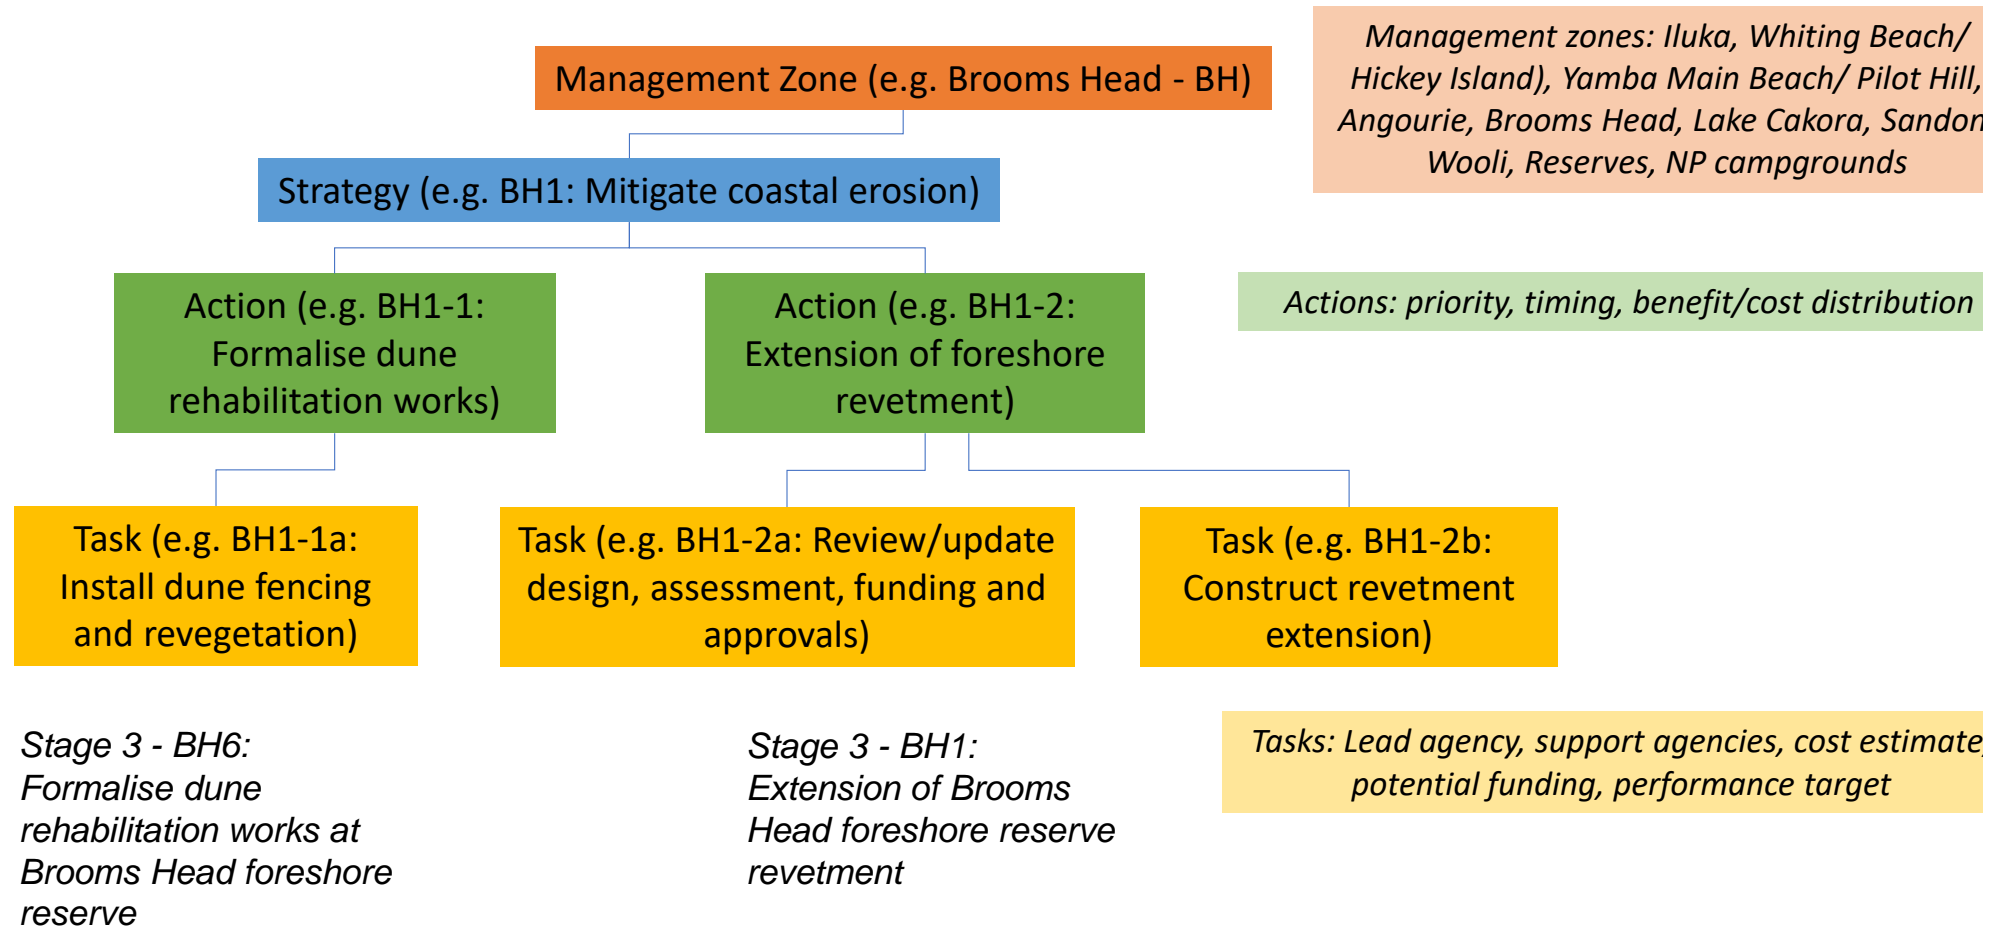 Management Zone (e.g. Brooms Head - BH)
Management zones: Iluka, Whiting Beach/
Hickey Island), Yamba Main Beach/ Pilot Hill,
Angourie, Brooms Head, Lake Cakora, Sandon
Wooli, Reserves, NP campgrounds
Strategy (e.g. BH1: Mitigate coastal erosion)
Action (e.g. BH1-1:
Formalise dune
rehabilitation works)
Action (e.g. BH1-2:
Extension of foreshore
revetment)
Actions: priority, timing, benefit/cost distribution
Task (e.g. BH1-1a:
Install dune fencing
and revegetation)
Task (e.g. BH1-2a: Review/update
design, assessment, funding and
approvals)
Task (e.g. BH1-2b:
Construct revetment
extension)
Stage 3 - BH6:
Formalise dune
rehabilitation works at
Brooms Head foreshore
reserve
Stage 3 - BH1:
Extension of Brooms
Head foreshore reserve
revetment
Tasks: Lead agency, support agencies, cost estimate,
potential funding, performance target